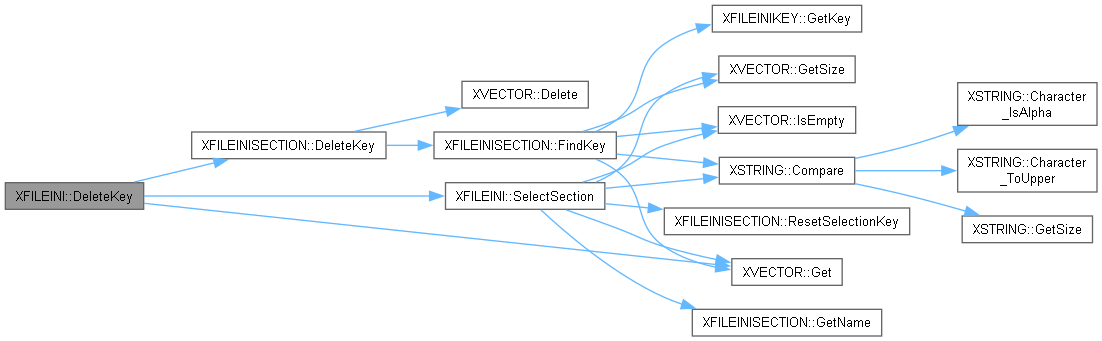 XFILEINI::DeleteKey
XFILEINISECTION::DeleteKey
XVECTOR::Delete
XFILEINISECTION::FindKey
XFILEINI::SelectSection
XFILEINIKEY::GetKey
XVECTOR::GetSize
XVECTOR::IsEmpty
XSTRING::Compare
XFILEINISECTION::ResetSelectionKey
XVECTOR::Get
XFILEINISECTION::GetName
XSTRING::Character
_IsAlpha
XSTRING::Character
_ToUpper
XSTRING::GetSize